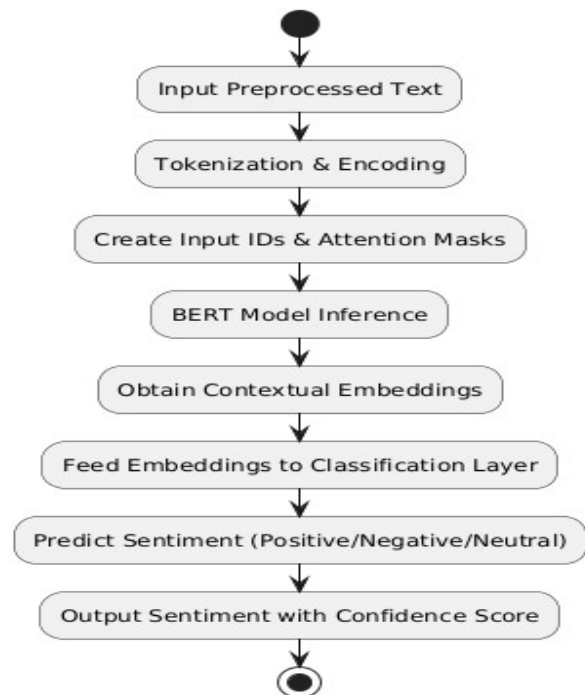 Input Preprocessed Text
Tokenization & Encoding
Create Input IDs & Attention Masks
BERT Model Inference
Obtain Contextual Embeddings
Feed Embeddings to Classification Layer
Predict Sentiment (Positive/Negative/Neutral)
Output Sentiment with Confidence Score